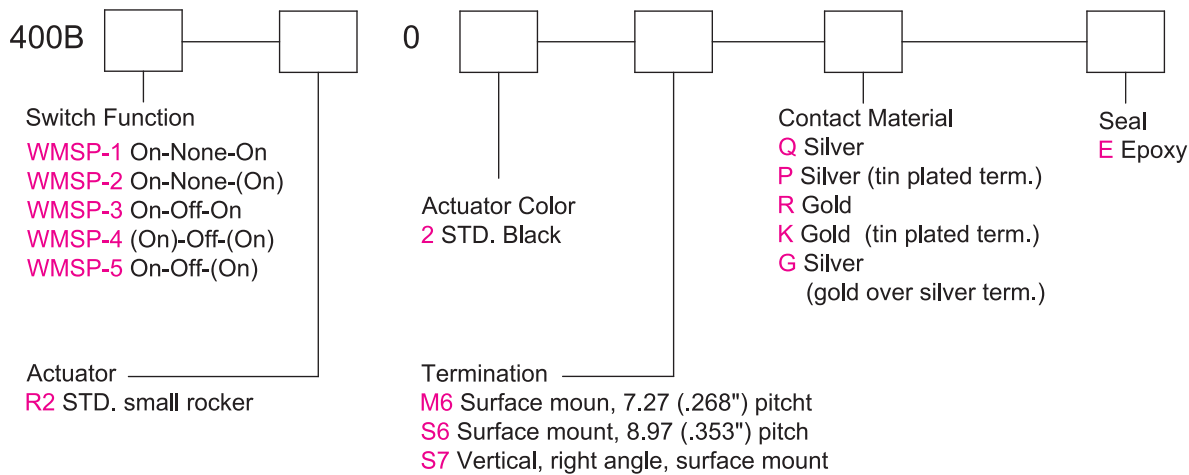 400B 0
Switch Function
WMSP-1 On-None-On
WMSP-2 On-None-(On)
WMSP-3 On-Off-On
WMSP-4 (On)-Off-(On)
WMSP-5 On-Off-(On)
Actuator
R2 STD. small rocker
Actuator Color
2 STD. Black
Termination
M6 Surface moun, 7.27 (.268") pitcht
S6 Surface mount, 8.97 (.353") pitch
S7 Vertical, right angle, surface mount
Contact Material
Q Silver
P Silver (tin plated term.)
R Gold
K Gold (tin plated term.)
G Silver
(gold over silver term.)
Seal
E Epoxy